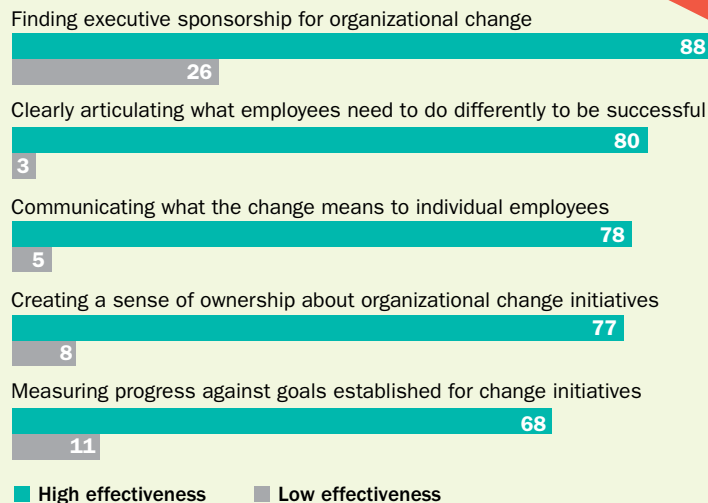 Finding executive sponsorship for organizational change
88
26
Clearly articulating what employees need to do differently to be successful
80
3
Communicating what the change means to individual employees
78
5
Creating a sense of ownership about organizational change initiatives
77
8
Measuring progress against goals established for change initiatives
68
11
High effectiveness Low effectiveness